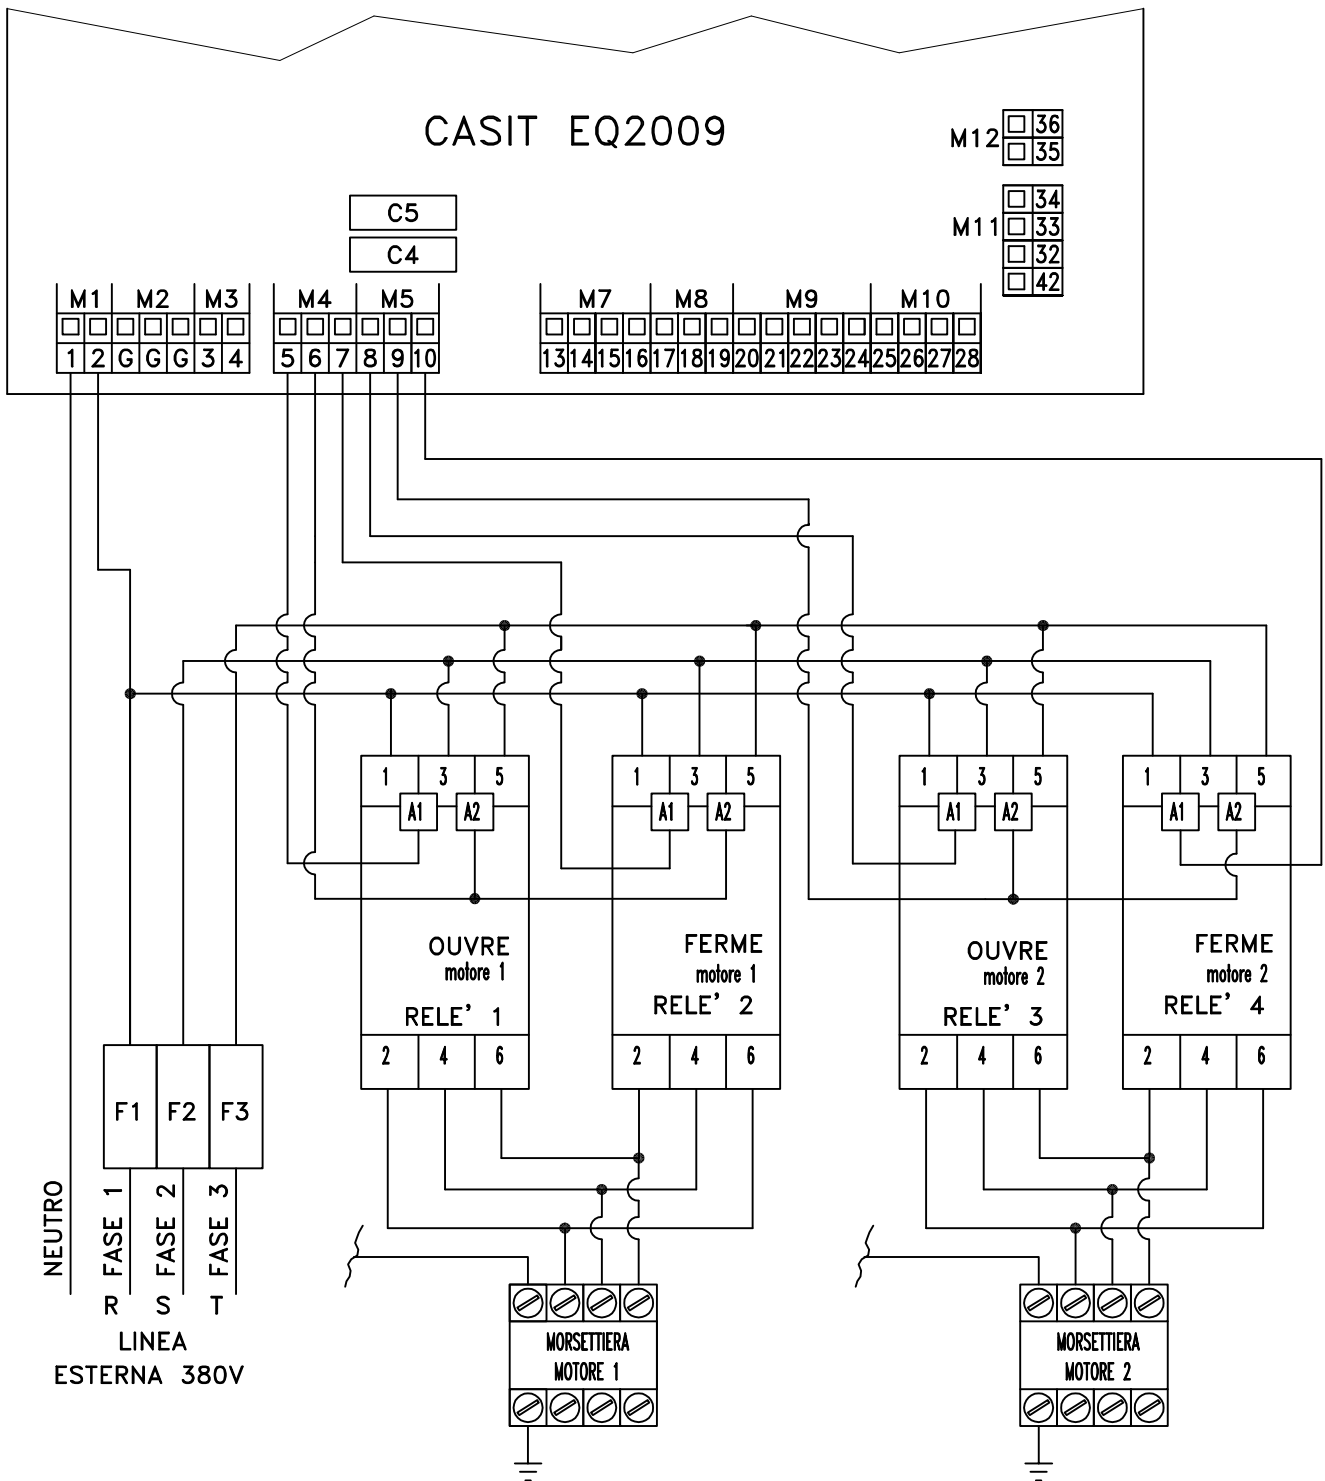 CASIT EQ2009
M12
36
35
M11
34
33
32
42
C5
C4
M1 M2 M3 M4 M5 M7 M8 M9 M10
1 2 G G G 3 4 5 6 7 8 9 10 13 14 15 16 17 18 19 20 21 22 23 24 25 26 27 28
1 3 5 1 3 5 1 3 5 1 3 5
A1 A2 A1 A2 A1 A2 A1 A2
OUVRE
motore 1
RELE' 1
FERME
motore 1
RELE' 2
OUVRE
motore 2
RELE' 3
FERME
motore 2
RELE' 4
2 4 6 2 4 6 2 4 6 2 4 6
F1 F2 F3
NEUTRO
FASE 1
FASE 2
FASE 3
R S T
LINEA
ESTERNA 380V
MORSETTIERA
MOTORE 1
MORSETTIERA
MOTORE 2